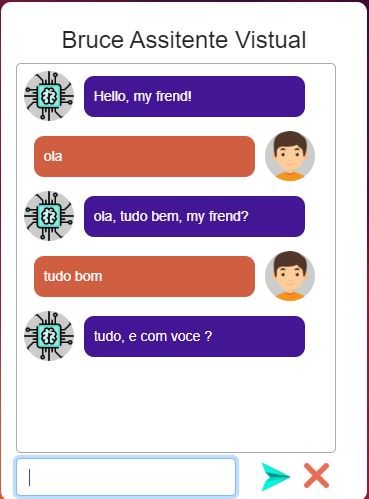 Bruce Assitente Vistual
Hello, my frend!
ola
ola, tudo bem, my frend?
tudo bom
tudo, e com voce ?